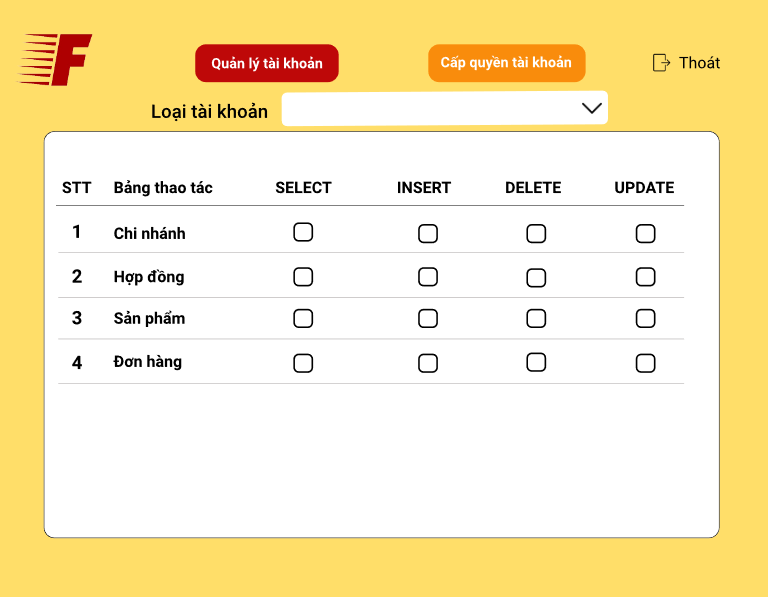 F
Quản lý tài khoản
Cấp quyền tài khoản
Thoát
Loại tài khoản
STT Bảng thao tác SELECT INSERT DELETE UPDATE
1 Chi nhánh
2 Hợp đồng
3 Sản phẩm
4 Đơn hàng